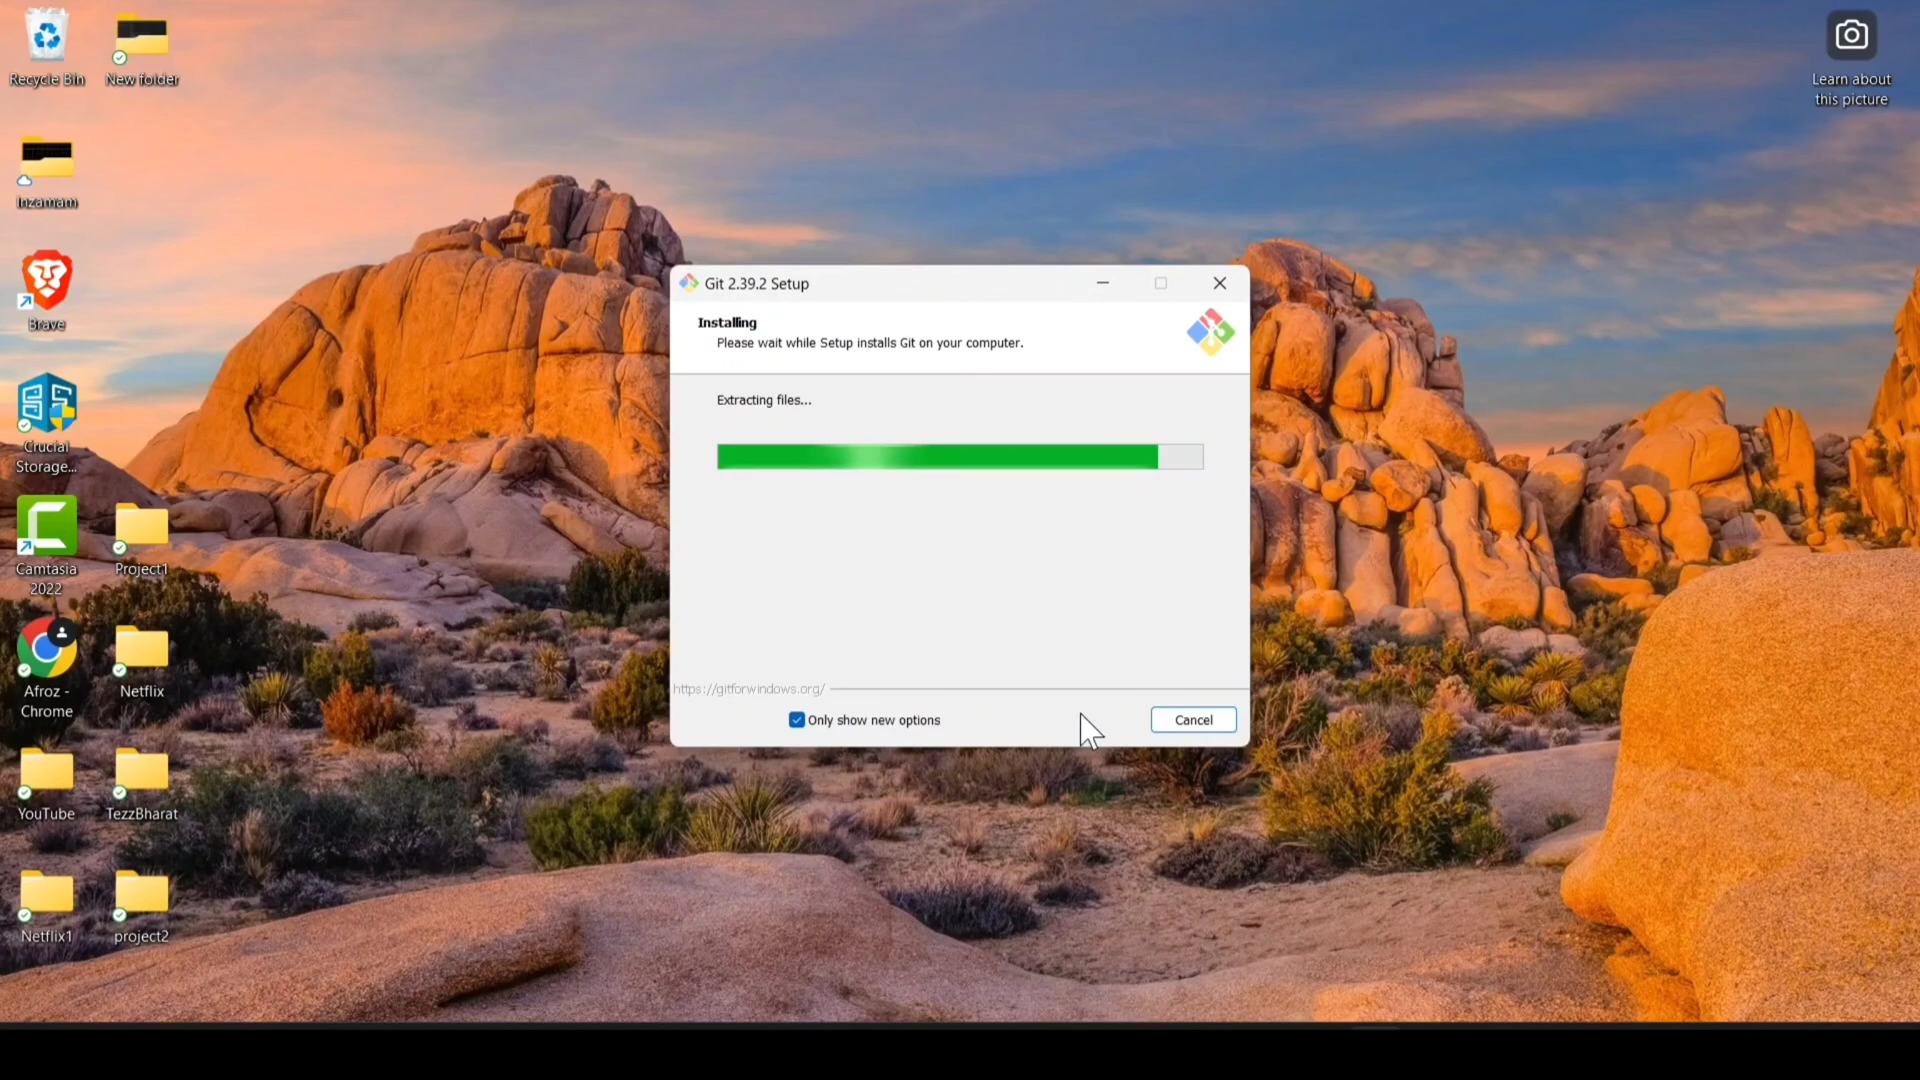 Recycle Bin
New folder
Learn about
this picture
Inzamam
Brave
Crucial
Storage...
Camtasia
2022
Project1
Afroz -
Chrome
Netflix
YouTube
TezzBharat
Netflix1
project2
Git 2.39.2 Setup
Installing
Please wait while Setup installs Git on your computer.
Extracting files...
https://gitforwindows.org/
Only show new options
Cancel